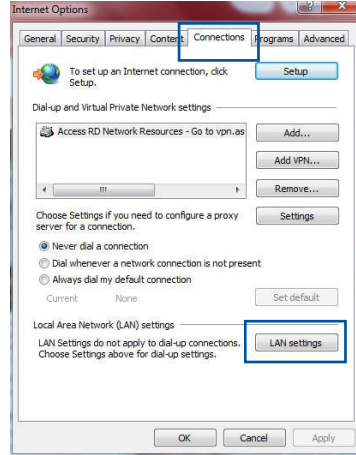 Internet Options
General Security Privacy Content Connections Programs Advanced
To set up an Internet connection, click
Setup.
Setup
Dial-up and Virtual Private Network settings
Access RD Network Resources - Go to vpn.as
Add...
Add VPN...
Remove...
Choose Settings if you need to configure a proxy
server for a connection.
Settings
Never dial a connection
Dial whenever a network connection is not present
Always dial my default connection
Current None
Set default
Local Area Network (LAN) settings
LAN Settings do not apply to dial-up connections.
Choose Settings above for dial-up settings.
LAN settings
OK Cancel Apply